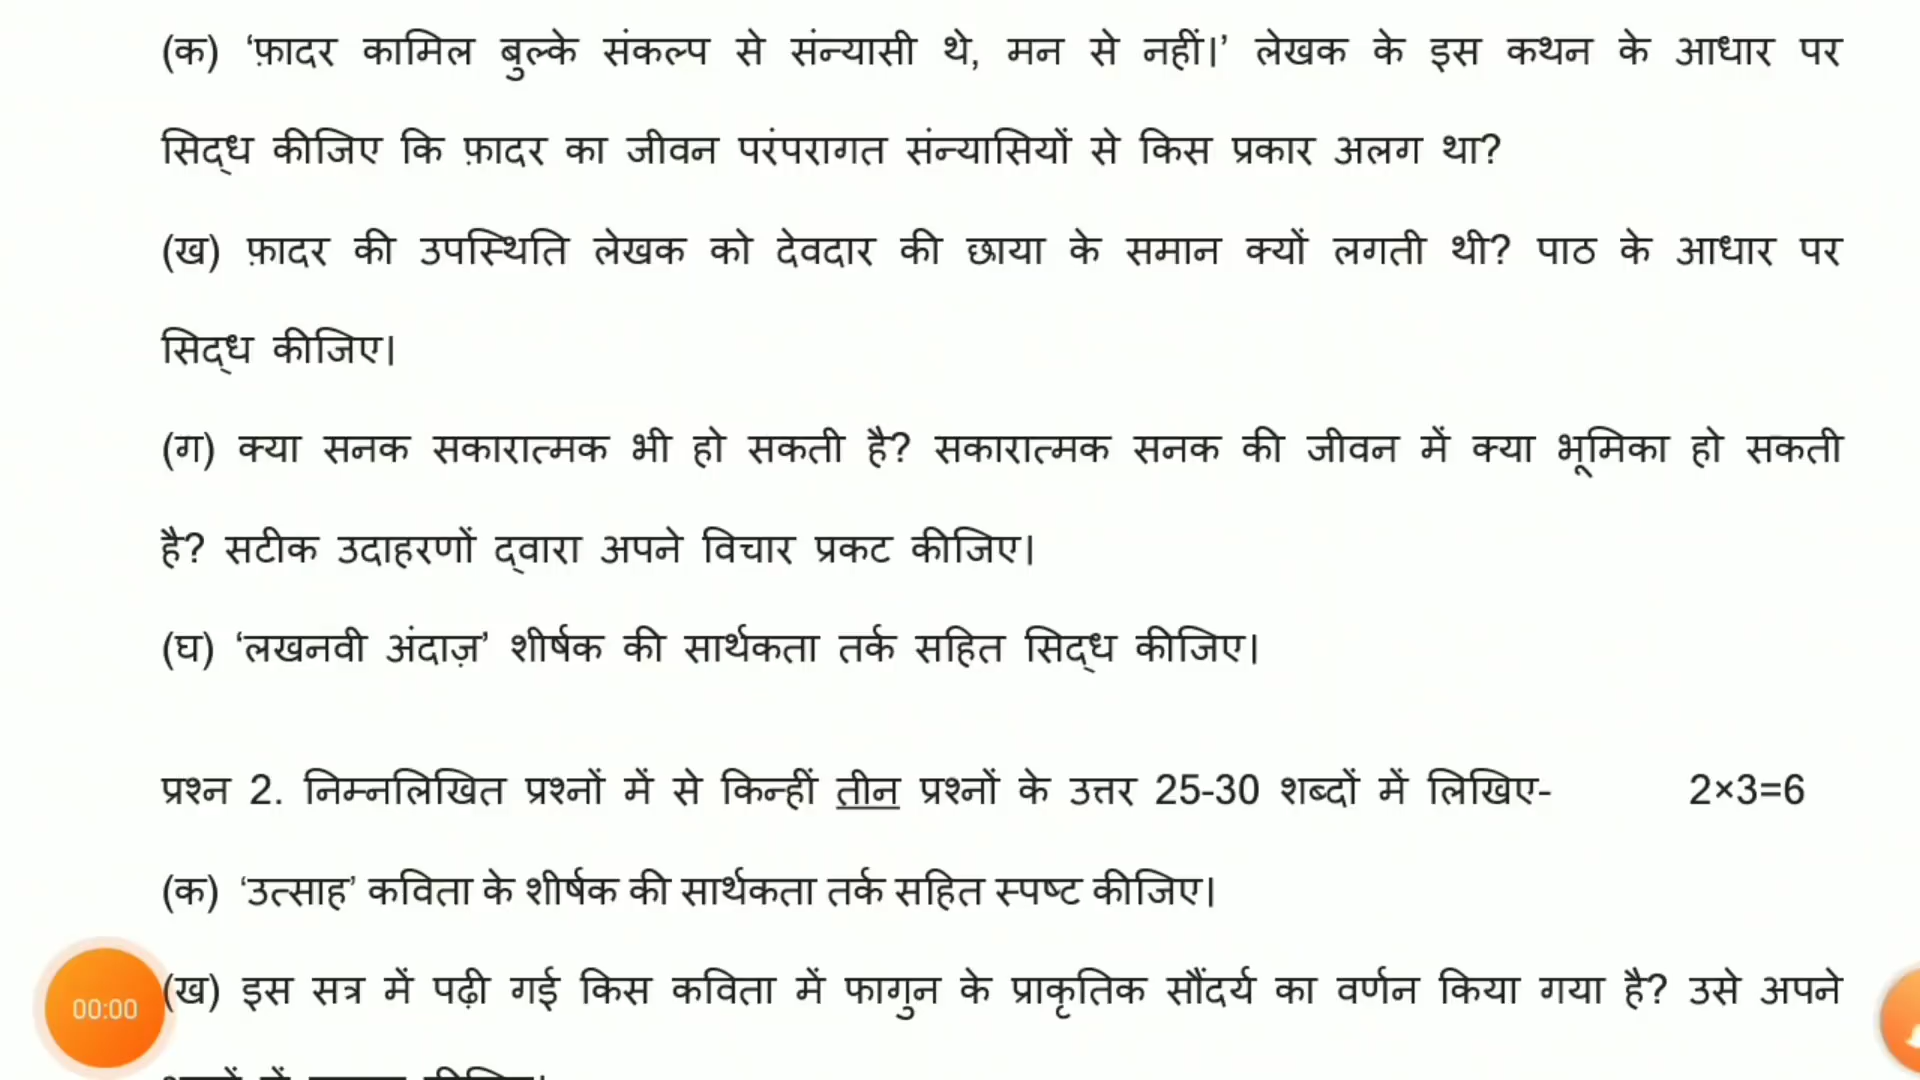 (क) ‘फ़ादर कामिल बुल्के संकल्प से संन्यासी थे, मन से नहीं।’ लेखक के इस कथन के आधार पर
सिद्ध कीजिए कि फ़ादर का जीवन परंपरागत संन्यासियों से किस प्रकार अलग था?
(ख) फ़ादर की उपस्थिति लेखक को देवदार की छाया के समान क्यों लगती थी? पाठ के आधार पर
सिद्ध कीजिए।
(ग) क्या सनक सकारात्मक भी हो सकती है? सकारात्मक सनक की जीवन में क्या भूमिका हो सकती
है? सटीक उदाहरणों द्वारा अपने विचार प्रकट कीजिए।
(घ) ‘लखनवी अंदाज़’ शीर्षक की सार्थकता तर्क सहित सिद्ध कीजिए।
प्रश्न 2. निम्नलिखित प्रश्नों में से किन्हीं तीन प्रश्नों के उत्तर 25-30 शब्दों में लिखिए- 2×3=6
(क) ‘उत्साह’ कविता के शीर्षक की सार्थकता तर्क सहित स्पष्ट कीजिए।
(ख) इस सत्र में पढ़ी गई किस कविता में फागुन के प्राकृतिक सौंदर्य का वर्णन किया गया है? उसे अपने
00:00